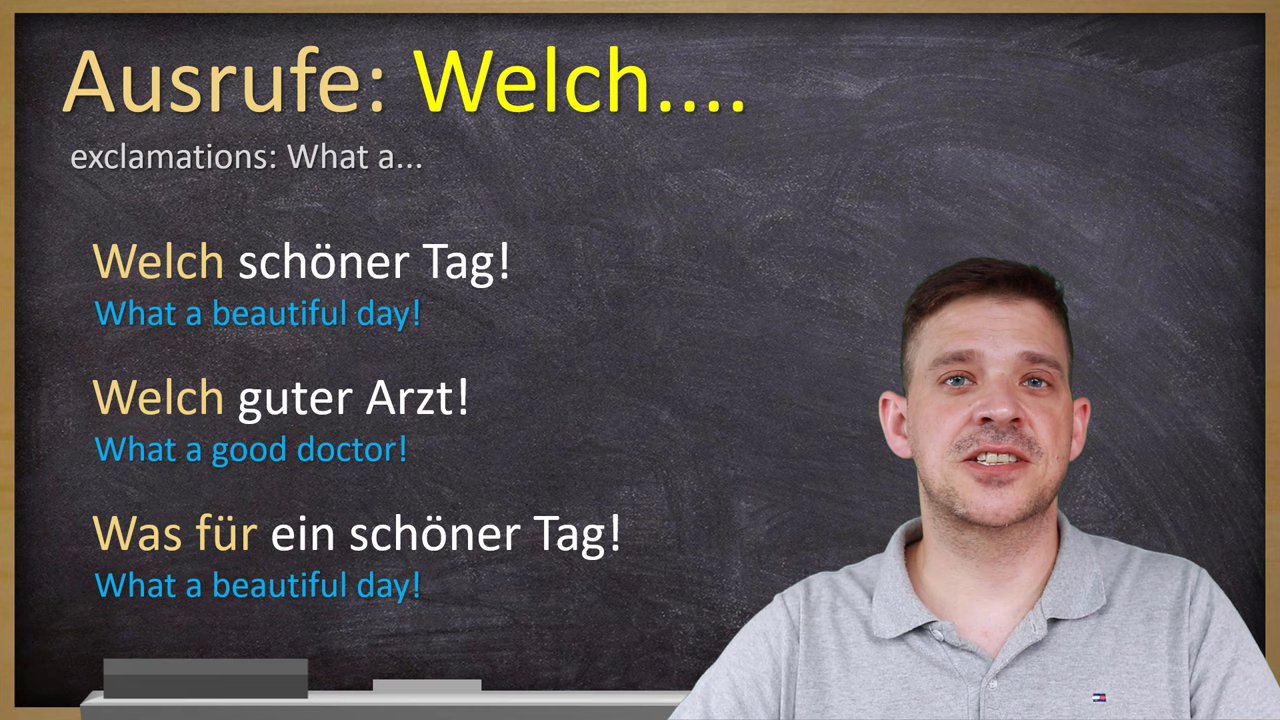 Ausrufe: Welch....
exclamations: What a...
Welch schöner Tag!
What a beautiful day!
Welch guter Arzt!
What a good doctor!
Was für ein schöner Tag!
What a beautiful day!